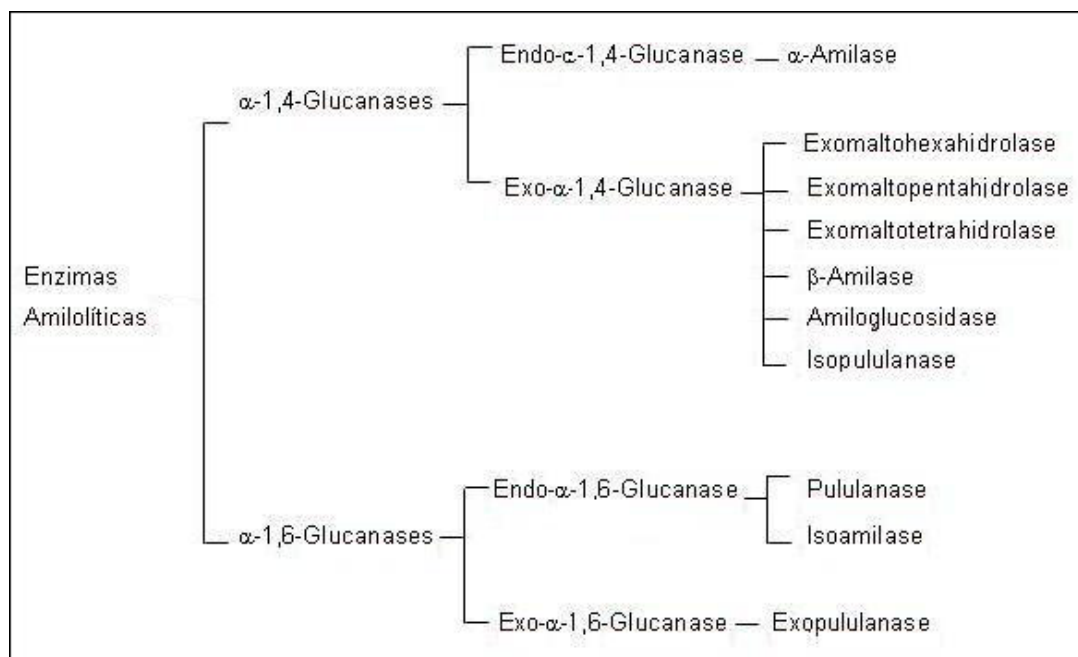 Endo-α-1,4-Glucanase — α-Amilase
α-1,4-Glucanases
Exomaltohexahidrolase
Exo-α-1,4-Glucanase
Exomaltopentahidrolase
Exomaltotetrahidrolase
Enzimas
β-Amilase
Amilolíticas
Amiloglucosidase
Isopululanase
Endo-α-1,6-Glucanase
Pululanase
α-1,6-Glucanases
Isoamilase
Exo-α-1,6-Glucanase — Exopululanase